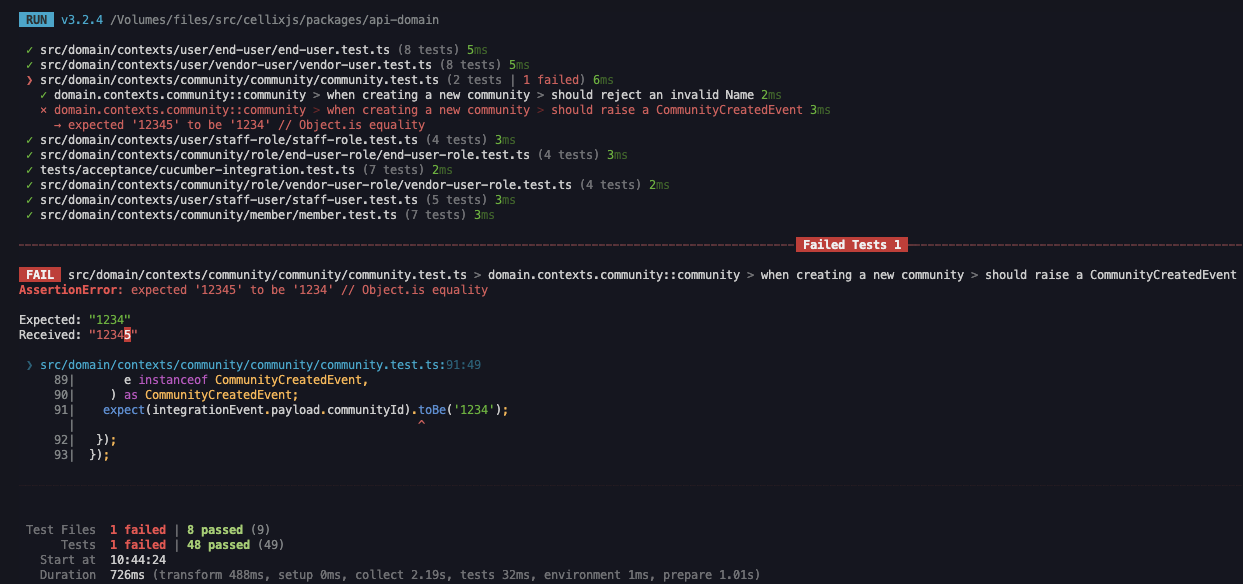 RUN v3.2.4 /Volumes/files/src/cellixjs/packages/api-domain
✓ src/domain/contexts/user/end-user/end-user.test.ts (8 tests) 5ms
✓ src/domain/contexts/user/vendor-user/vendor-user.test.ts (8 tests) 5ms
❯ src/domain/contexts/community/community/community.test.ts (2 tests | 1 failed) 6ms
✓ domain.contexts.community::community > when creating a new community > should reject an invalid Name 2ms
× domain.contexts.community::community > when creating a new community > should raise a CommunityCreatedEvent 3ms
→ expected '12345' to be '1234' // Object.is equality
✓ src/domain/contexts/user/staff-role/staff-role.test.ts (4 tests) 3ms
✓ src/domain/contexts/community/role/end-user-role/end-user-role.test.ts (4 tests) 3ms
✓ tests/acceptance/cucumber-integration.test.ts (7 tests) 2ms
✓ src/domain/contexts/community/role/vendor-user-role/vendor-user-role.test.ts (4 tests) 2ms
✓ src/domain/contexts/user/staff-user/staff-user.test.ts (5 tests) 3ms
✓ src/domain/contexts/community/member/member.test.ts (7 tests) 3ms
Failed Tests 1
FAIL src/domain/contexts/community/community/community.test.ts > domain.contexts.community::community > when creating a new community > should raise a CommunityCreatedEvent
AssertionError: expected '12345' to be '1234' // Object.is equality
Expected: "1234"
Received: "12345"
❯ src/domain/contexts/community/community/community.test.ts:91:49
89| e instanceof CommunityCreatedEvent,
90| ) as CommunityCreatedEvent;
91| expect(integrationEvent.payload.communityId).toBe('1234');
| ^
92| });
93| });
Test Files 1 failed | 8 passed (9)
Tests 1 failed | 48 passed (49)
Start at 10:44:24
Duration 726ms (transform 488ms, setup 0ms, collect 2.19s, tests 32ms, environment 1ms, prepare 1.01s)